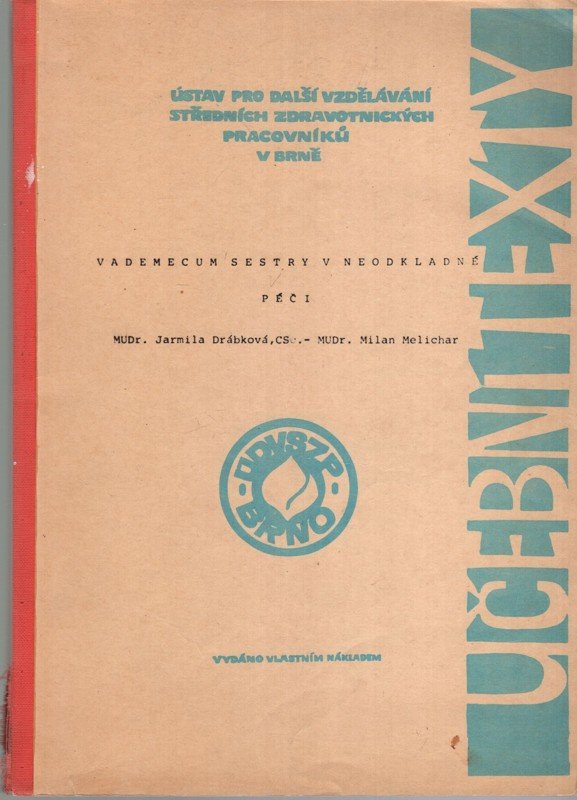 ÚSTAV PRO DALŠÍ VZDĚLÁVÁNÍ
STŘEDNÍCH ZDRAVOTNICKÝCH
PRACOVNÍKŮ
V BRNĚ
VADEMECUM SESTRY V NEODKLADNÉ
PÉČI
MUDr. Jarmila Drábková,CSc.- MUDr. Milan Melichar
ÚDVSZP
BRNO
VYDÁNO VLASTNÍM NÁKLADEM
UČEBNÍ TEXTY